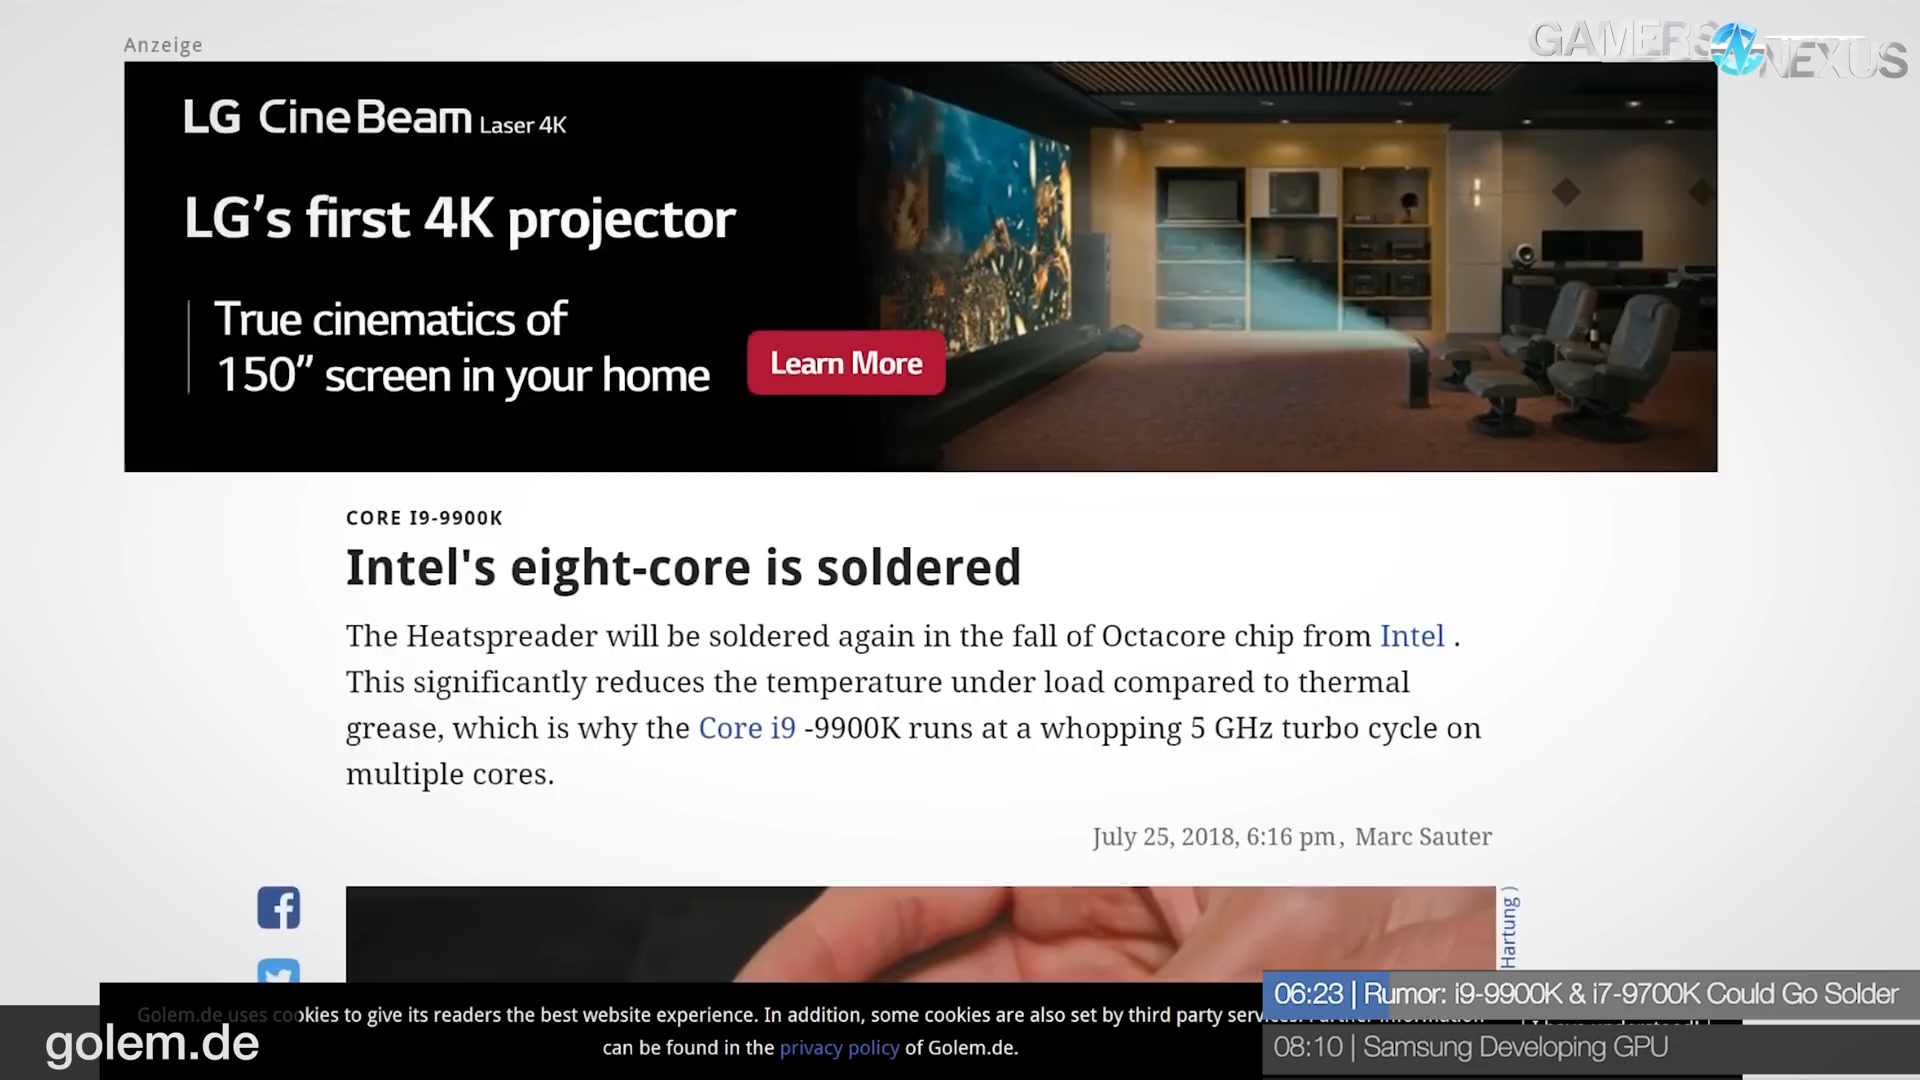 Anzeige
GAMERS NEXUS
LG CineBeam Laser 4K
LG’s first 4K projector
True cinematics of
150” screen in your home
Learn More
CORE I9-9900K
Intel's eight-core is soldered
The Heatspreader will be soldered again in the fall of Octacore chip from Intel .
This significantly reduces the temperature under load compared to thermal
grease, which is why the Core i9 -9900K runs at a whopping 5 GHz turbo cycle on
multiple cores.
July 25, 2018, 6:16 pm, Marc Sauter
Hartung )
Golem.de uses cookies to give its readers the best website experience. In addition, some cookies are also set by third party
can be found in the privacy policy of Golem.de.
golem.de
06:23 | Rumor: i9-9900K & i7-9700K Could Go Solder
08:10 | Samsung Developing GPU